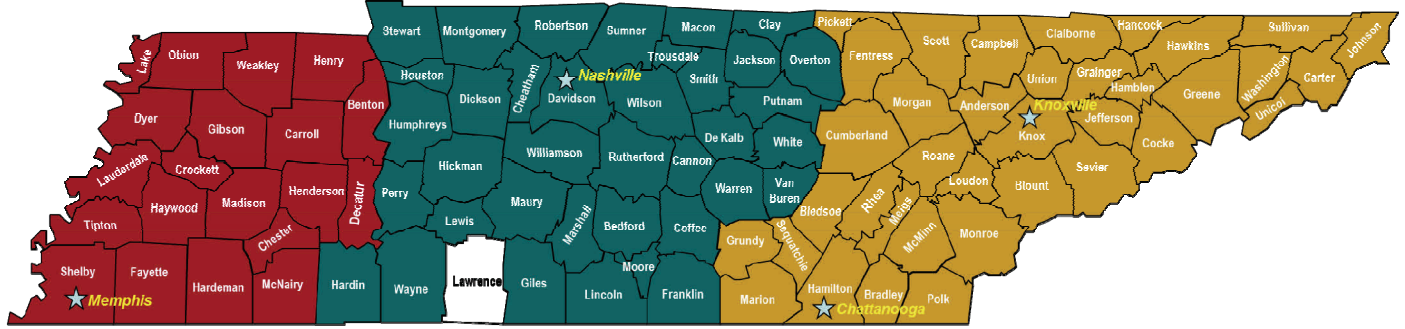 Lake
Obion
Weakley
Henry
Benton
Dyer
Gibson
Carroll
Lauderdale
Crockett
Haywood
Madison
Henderson
Decatur
Tipton
Chester
Shelby
Memphis
Fayette
Hardeman
McNairy
Stewart
Montgomery
Robertson
Sumner
Macon
Clay
Trousdale
Houston
Dickson
Cheatham
Nashville
Davidson
Wilson
Smith
Jackson
Overton
Putnam
Humphreys
Hickman
Williamson
Rutherford
Cannon
De Kalb
White
Perry
Lewis
Maury
Marshall
Bedford
Coffee
Warren
Van
Buren
Hardin
Wayne
Lawrence
Giles
Lincoln
Moore
Franklin
Pickett
Fentress
Scott
Campbell
Claiborne
Hancock
Hawkins
Sullivan
Johnson
Union
Grainger
Hamblen
Greene
Washington
Carter
Unicoi
Morgan
Anderson
Knoxville
Knox
Jefferson
Cocke
Cumberland
Roane
Loudon
Blount
Sevier
Bledsoe
Rhea
Meigs
McMinn
Monroe
Grundy
Sequatchie
Marion
Hamilton
Chattanooga
Bradley
Polk